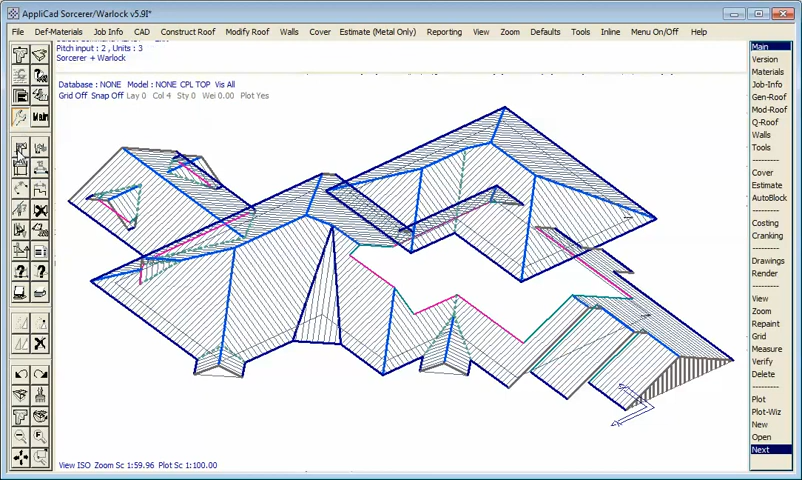 AppliCad Sorcerer/Warlock v5.9I*
File Def-Materials Job Info CAD Construct Roof Modify Roof Walls Cover Estimate (Metal Only) Reporting View Zoom Defaults Tools Inline Menu On/Off Help
Pitch input : 2 , Units : 3
Sorcerer + Warlock
Database : NONE Model : NONE CPL TOP Vis All
Grid Off Snap Off Lay 0 Col 4 Sty 0 Wei 0.00 Plot Yes
Main
Main
Version
Materials
Job-Info
Gen-Roof
Mod-Roof
Q-Roof
Walls
Tools
Cover
Estimate
AutoBlock
Costing
Cranking
Drawings
Render
View
Zoom
Repaint
Grid
Measure
Verify
Delete
Plot
Plot-Wiz
New
Open
Next
View ISO Zoom Sc 1:59.96 Plot Sc 1:100.00